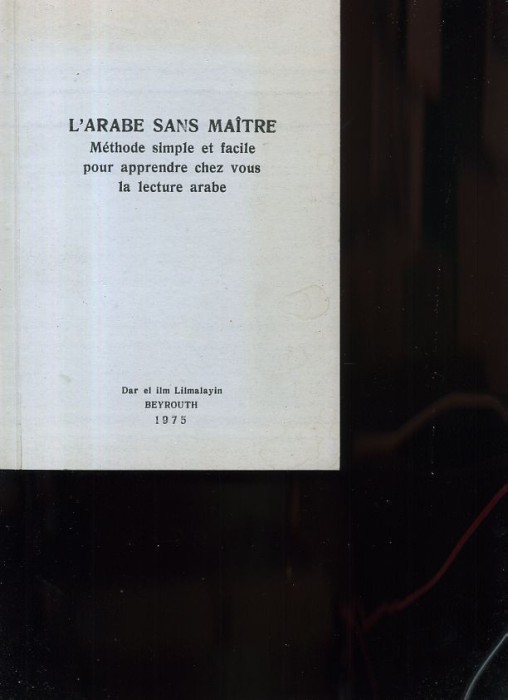 L'ARABE SANS MAÎTRE
Méthode simple et facile
pour apprendre chez vous
la lecture arabe
Dar el ilm Lilmalayin
BEYROUTH
1975